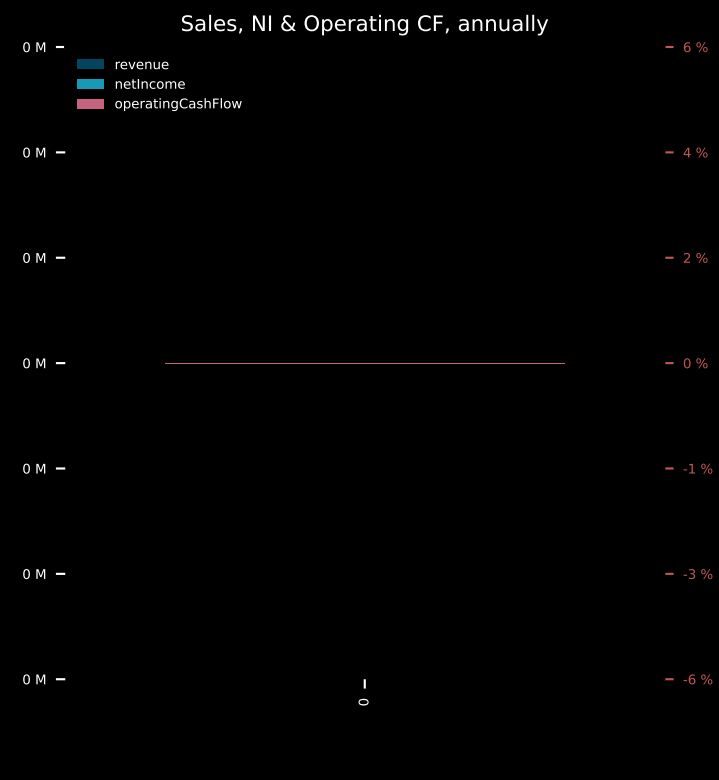 Sales, NI & Operating CF, annually
0 M
6 %
revenue
netIncome
operatingCashFlow
0 M
4 %
0 M
2 %
0 M
0 %
0 M
-1 %
0 M
-3 %
0 M
-6 %
0